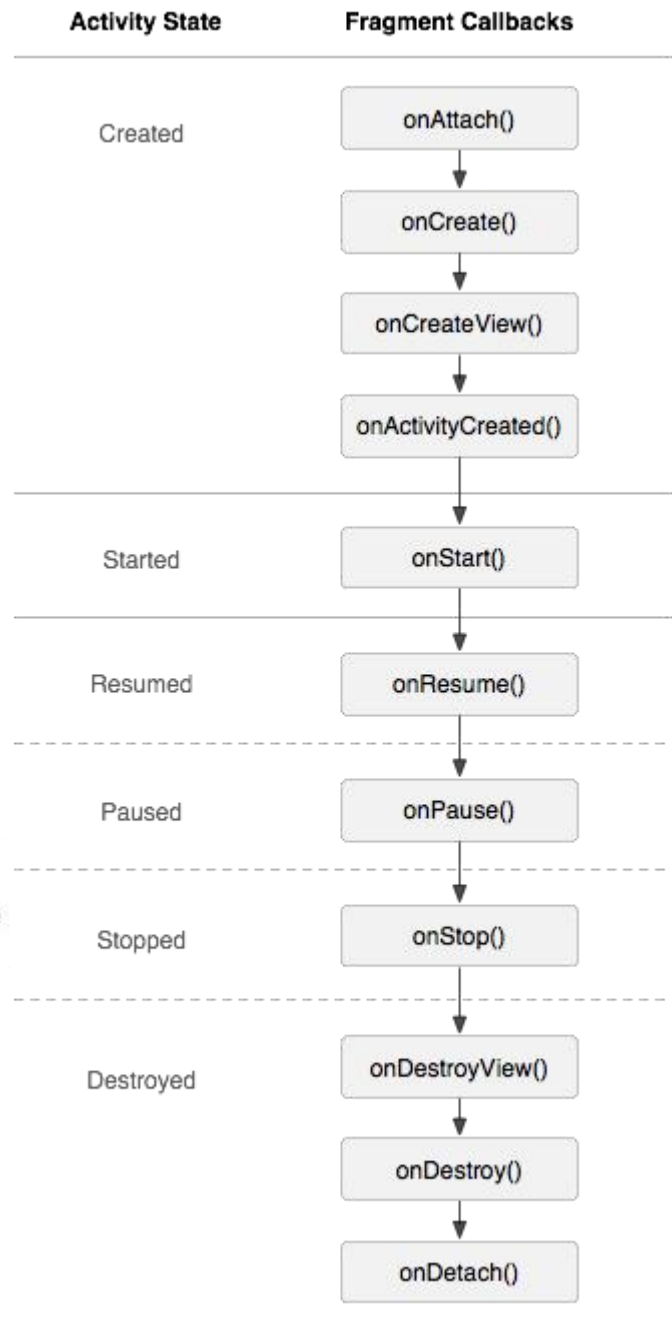 Activity State Fragment Callbacks
Created
onAttach()
onCreate()
onCreateView()
onActivityCreated()
Started
onStart()
Resumed
onResume()
Paused
onPause()
Stopped
onStop()
Destroyed
onDestroyView()
onDestroy()
onDetach()